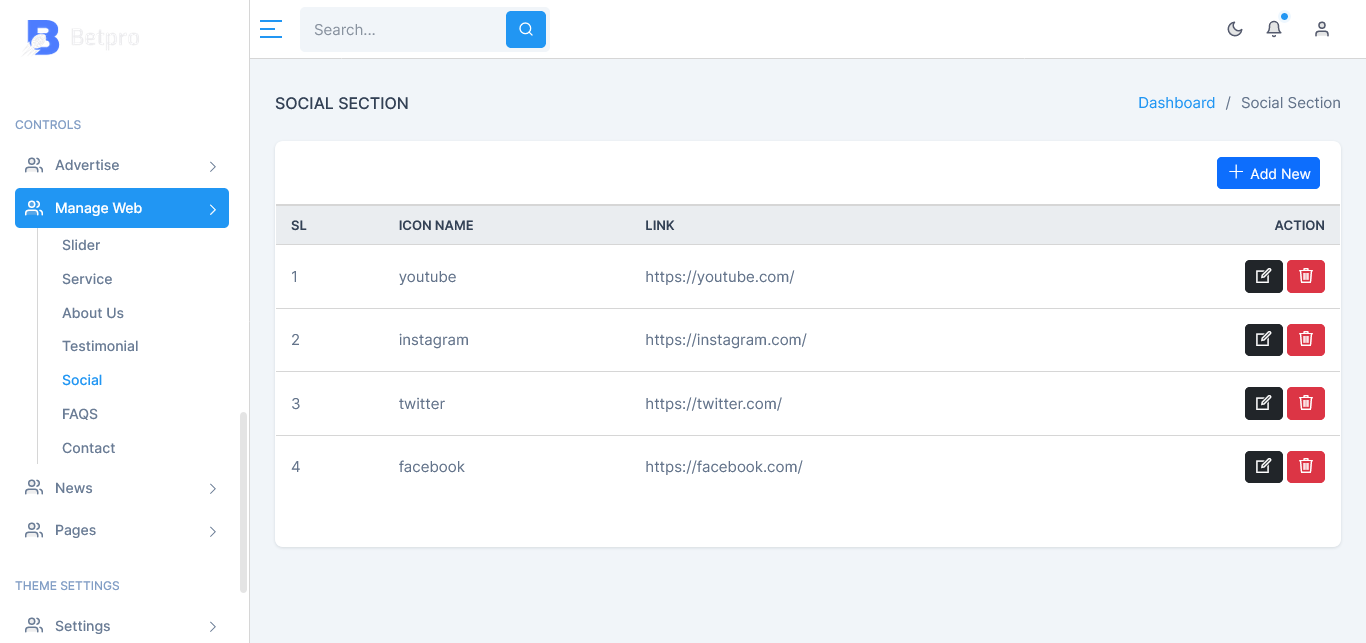 Betpro
Search...
CONTROLS
Advertise
Manage Web
Slider
Service
About Us
Testimonial
Social
FAQS
Contact
News
Pages
THEME SETTINGS
Settings
SOCIAL SECTION
Dashboard / Social Section
Add New
SL ICON NAME LINK ACTION
1 youtube https://youtube.com/
2 instagram https://instagram.com/
3 twitter https://twitter.com/
4 facebook https://facebook.com/